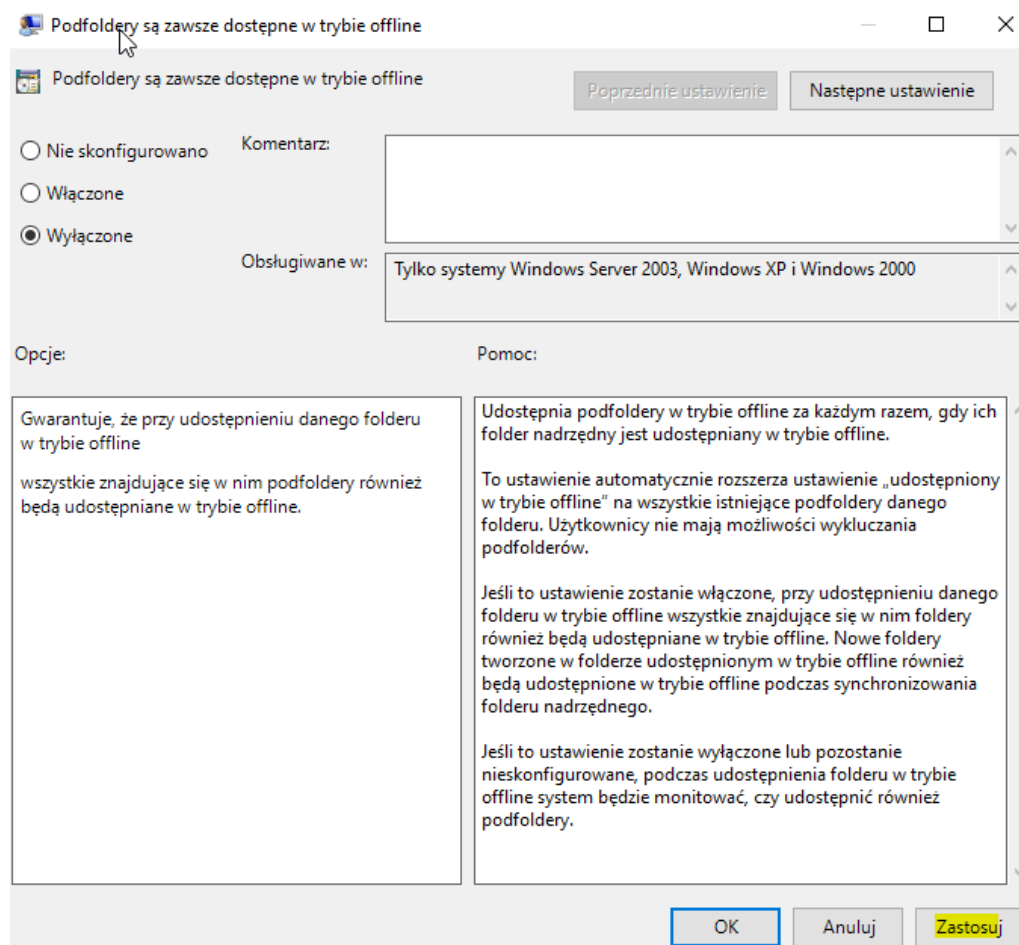 Podfoldery są zawsze dostępne w trybie offline
Podfoldery są zawsze dostępne w trybie offline
Poprzednie ustawienie
Następne ustawienie
Nie skonfigurowano
Włączone
Wyłączone
Komentarz:
Obsługiwane w:
Tylko systemy Windows Server 2003, Windows XP i Windows 2000
Opcje:
Pomoc:
Gwarantuje, że przy udostępnieniu danego folderu
w trybie offline
wszystkie znajdujące się w nim podfoldery również
będą udostępniane w trybie offline.
Udostępnia podfoldery w trybie offline za każdym razem, gdy ich
folder nadrzędny jest udostępniany w trybie offline.
To ustawienie automatycznie rozszerza ustawienie „udostępniony
w trybie offline” na wszystkie istniejące podfoldery danego
folderu. Użytkownicy nie mają możliwości wykluczania
podfolderów.
Jeśli to ustawienie zostanie włączone, przy udostępnieniu danego
folderu w trybie offline wszystkie znajdujące się w nim foldery
również będą udostępniane w trybie offline. Nowe foldery
tworzone w folderze udostępnionym w trybie offline również
będą udostępnione w trybie offline podczas synchronizowania
folderu nadrzędnego.
Jeśli to ustawienie zostanie wyłączone lub pozostanie
nieskonfigurowane, podczas udostępnienia folderu w trybie
offline system będzie monitować, czy udostępnić również
podfoldery.
OK
Anuluj
Zastosuj